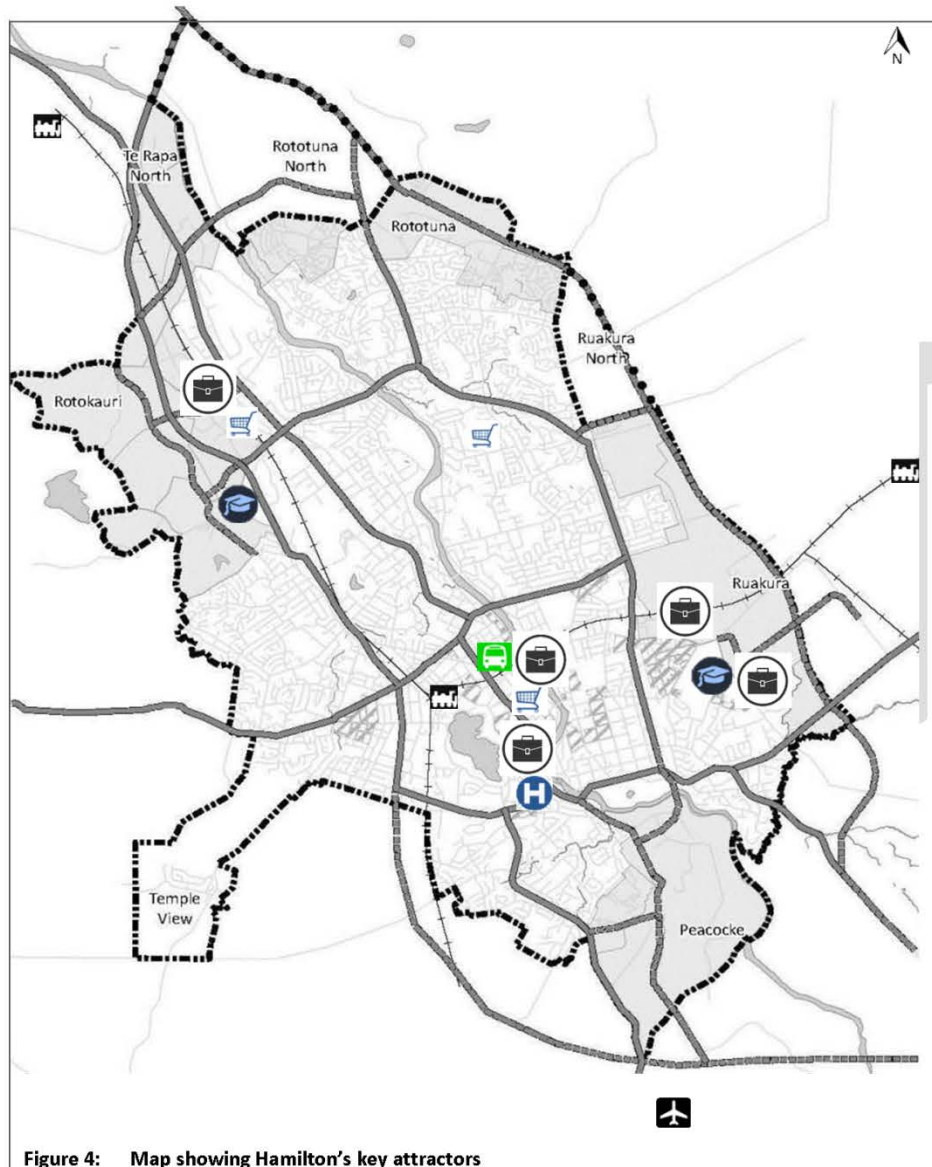 N
Te Rapa
North
Rototuna
North
Rototuna
Ruakura
North
Rotokauri
Ruakura
H
Temple
View
Peacocke
Figure 4: Map showing Hamilton's key attractors